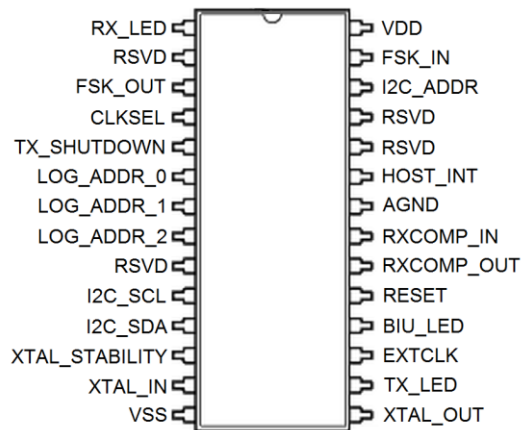 RX_LED VDD
RSVD FSK_IN
FSK_OUT I2C_ADDR
CLKSEL RSVD
TX_SHUTDOWN RSVD
LOG_ADDR_0 HOST_INT
LOG_ADDR_1 AGND
LOG_ADDR_2 RXCOMP_IN
RSVD RXCOMP_OUT
I2C_SCL RESET
I2C_SDA BIU_LED
XTAL_STABILITY EXTCLK
XTAL_IN TX_LED
VSS XTAL_OUT